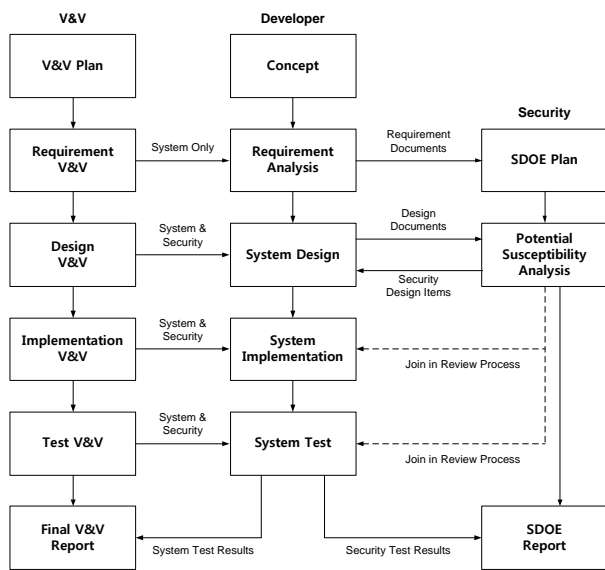 V&V
Developer
V&V Plan
Concept
Security
Requirement
V&V
System Only
Requirement
Analysis
Requirement
Documents
SDOE Plan
Design
V&V
System &
Security
System Design
Design
Documents
Security
Design Items
Potential
Susceptibility
Analysis
Implementation
V&V
System &
Security
System
Implementation
Join in Review Process
Test V&V
System &
Security
System Test
Join in Review Process
Final V&V
Report
System Test Results
Security Test Results
SDOE
Report